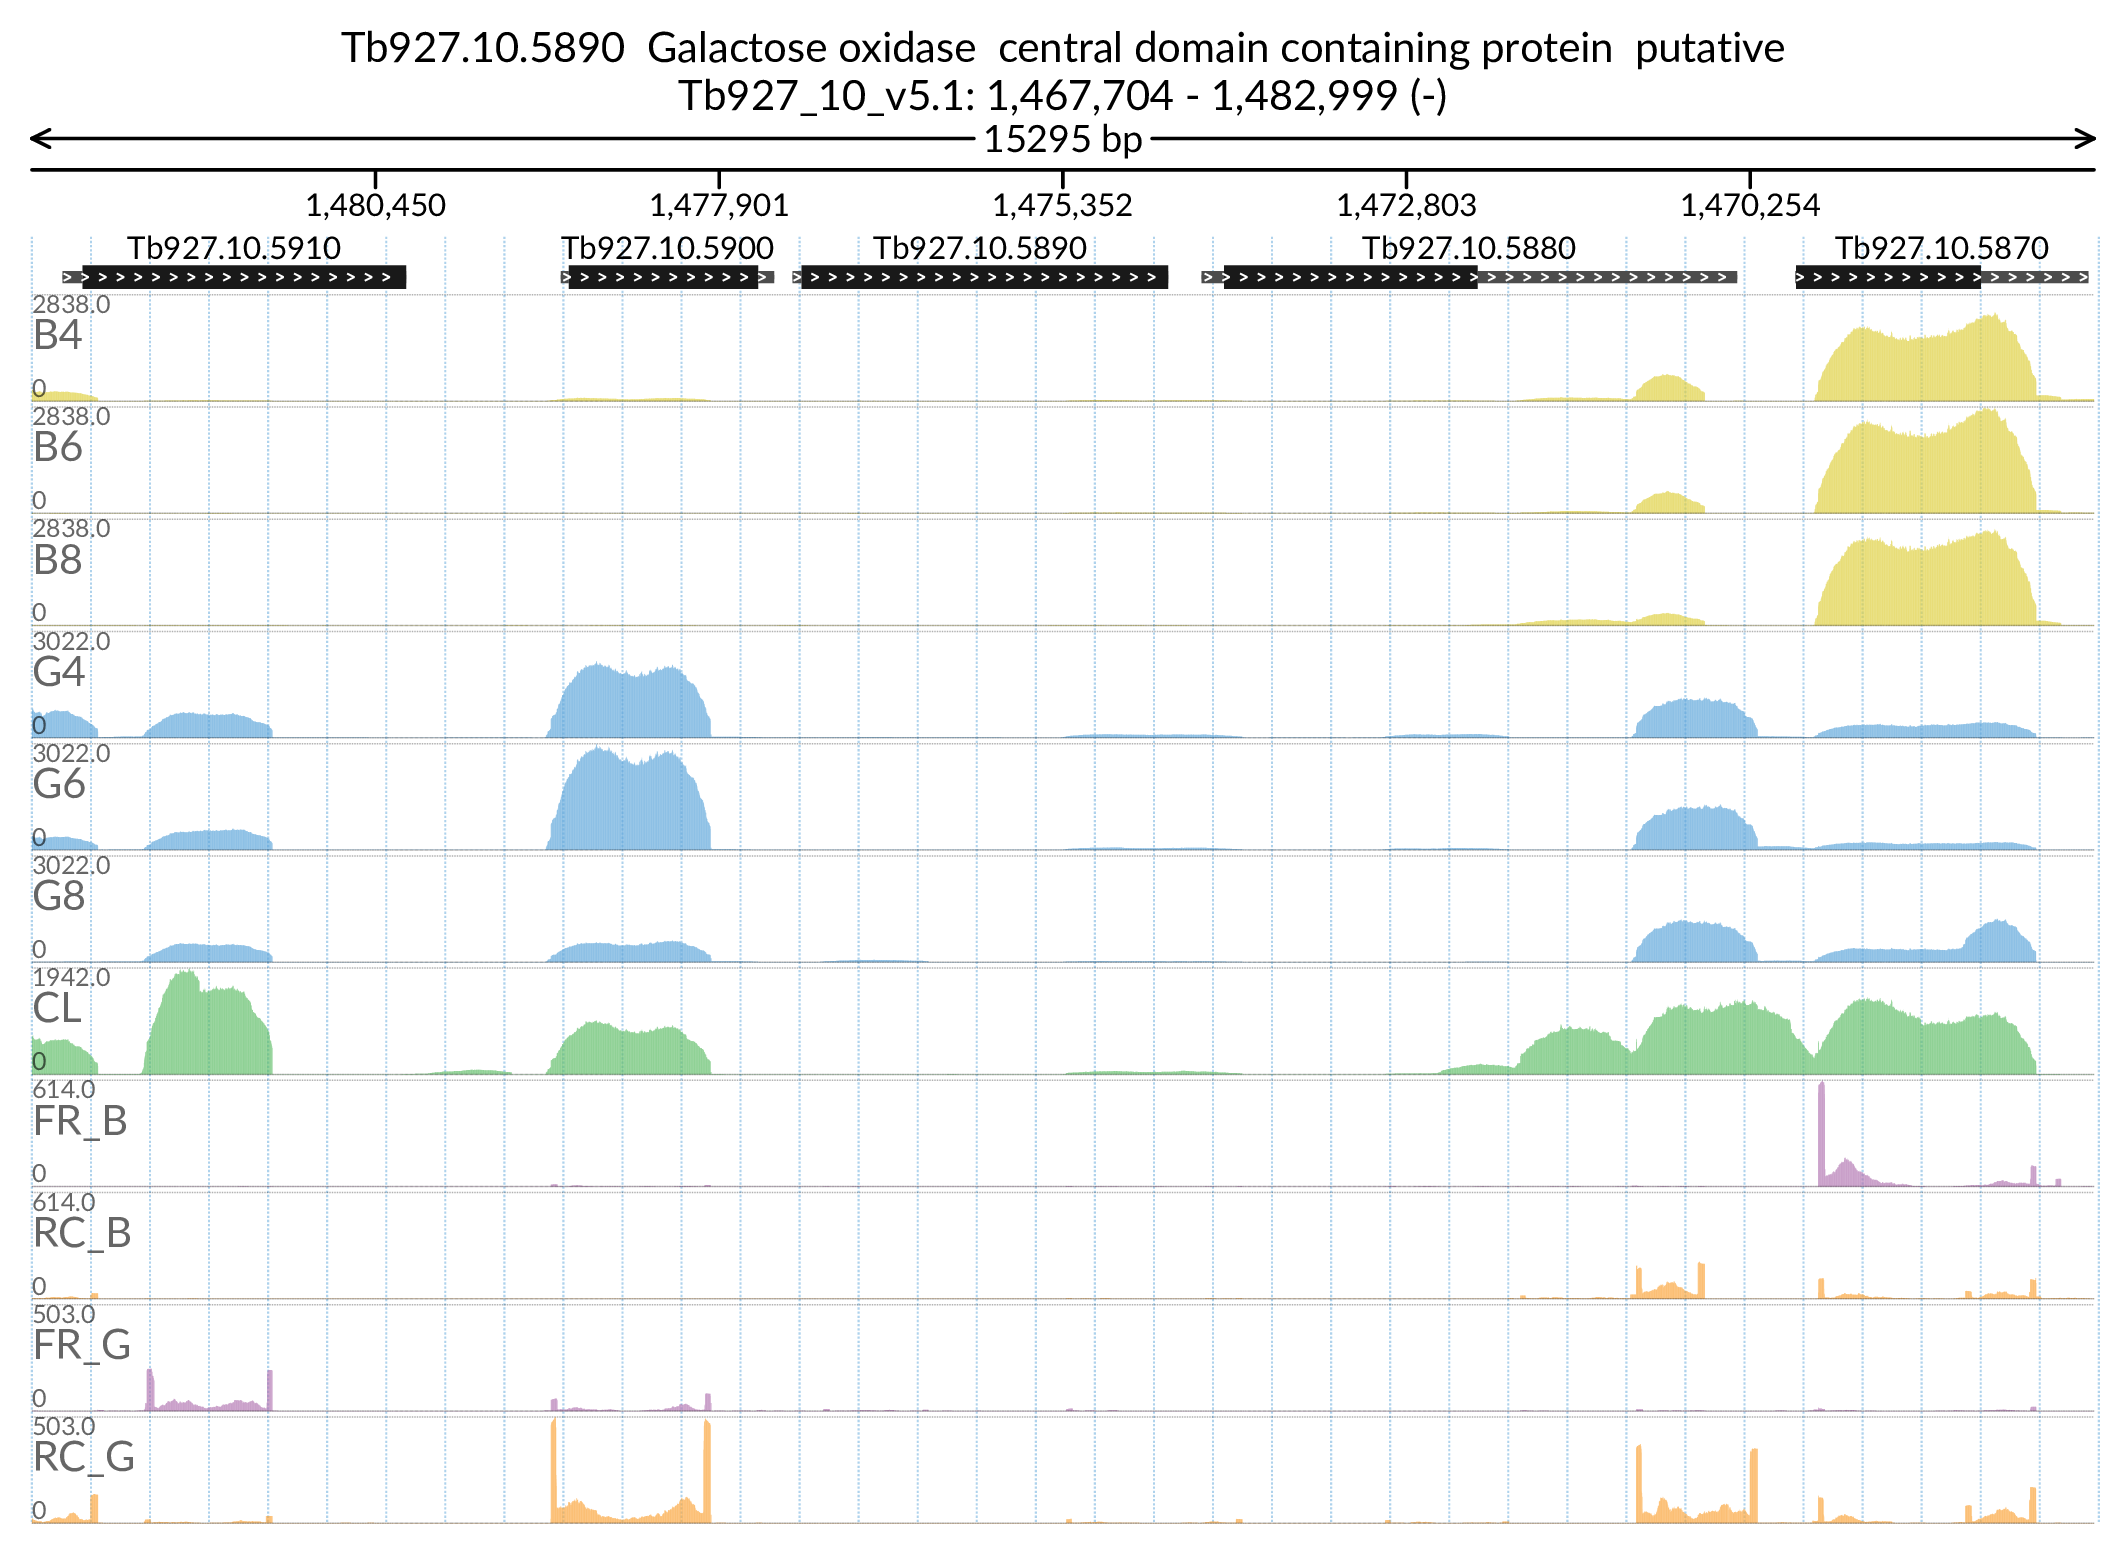 Tb927.10.5890  Galactose oxidase  central domain containing protein  putative
Tb927_10_v5.1: 1,467,704 - 1,482,999 (-)
15295 bp
1,480,450 1,477,901 1,475,352 1,472,803 1,470,254
Tb927.10.5910 Tb927.10.5900 Tb927.10.5890 Tb927.10.5880 Tb927.10.5870
2838.0
B4
0
2838.0
B6
0
2838.0
B8
0
3022.0
G4
0
3022.0
G6
0
3022.0
G8
0
1942.0
CL
0
614.0
FR_B
0
614.0
RC_B
0
503.0
FR_G
0
503.0
RC_G
0